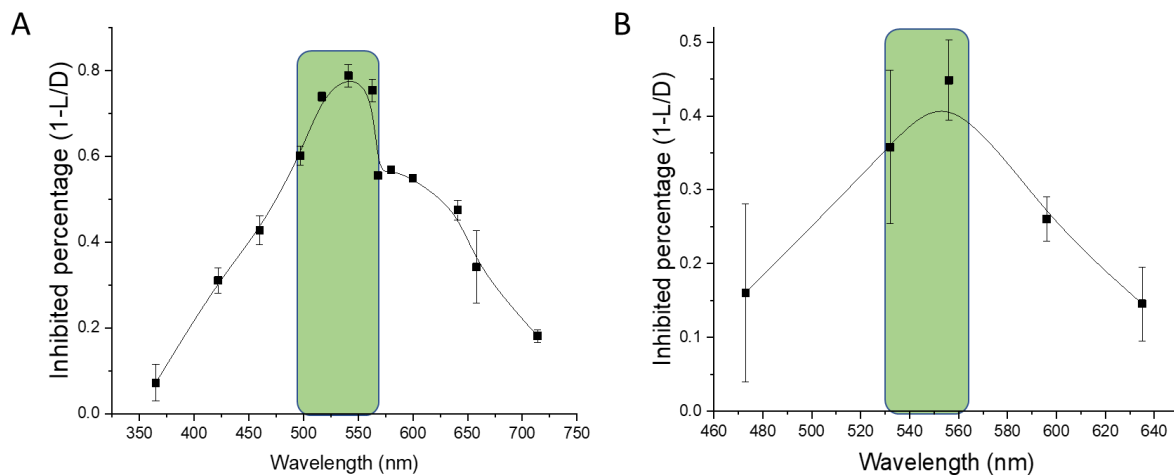 A
Inhibited percentage (1-L/D)
0.8
0.6
0.4
0.2
0.0
350 400 450 500 550 600 650 700 750
Wavelength (nm)
B
Inhibited percentage (1-L/D)
0.5
0.4
0.3
0.2
0.1
0.0
460 480 500 520 540 560 580 600 620 640
Wavelength (nm)